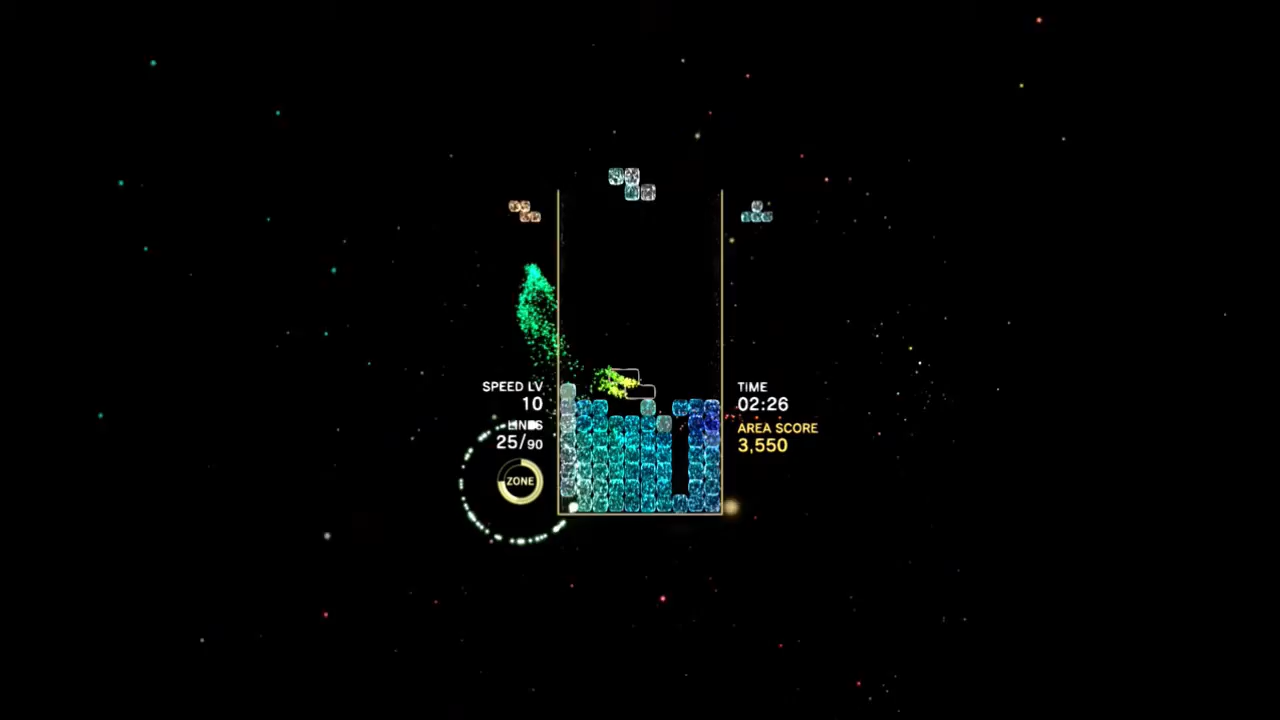 SPEED LV
10
LINES
25/90
ZONE
TIME
02:26
AREA SCORE
3,550